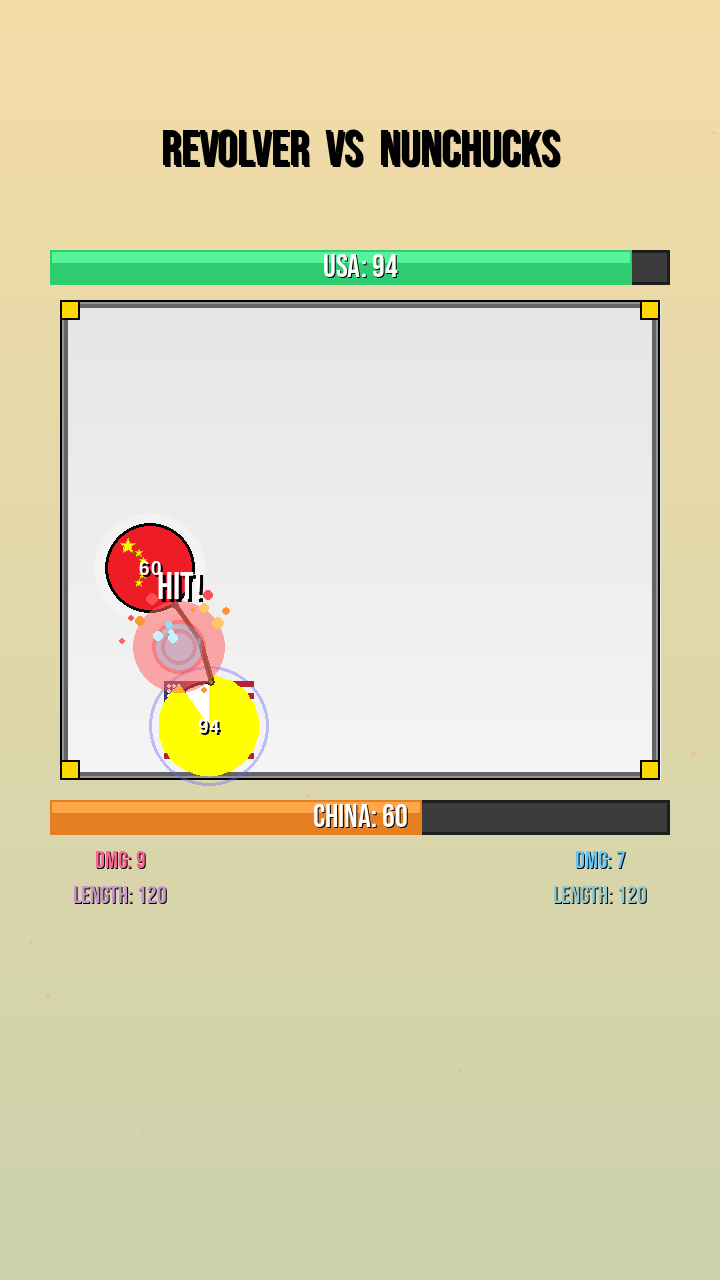 REVOLVER VS NUNCHUCKS
USA: 94
60
HIT!
94
CHINA: 60
DMG: 9
DMG: 7
LENGTH: 120
LENGTH: 120